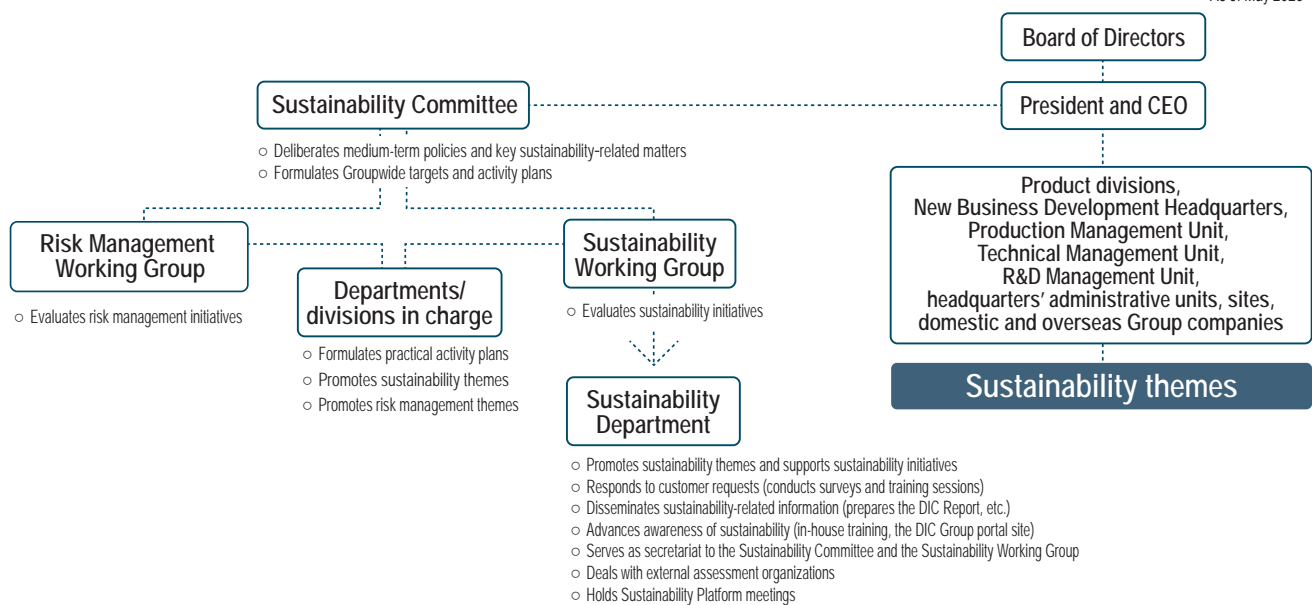 Board of Directors
Sustainability Committee
President and CEO
○ Deliberates medium-term policies and key sustainability-related matters
○ Formulates Groupwide targets and activity plans
Product divisions,
New Business Development Headquarters,
Production Management Unit,
Technical Management Unit,
R&D Management Unit,
headquarters’ administrative units, sites,
domestic and overseas Group companies
Sustainability themes
Risk Management
Working Group
○ Evaluates risk management initiatives
Departments/
divisions in charge
○ Formulates practical activity plans
○ Promotes sustainability themes
○ Promotes risk management themes
Sustainability
Working Group
○ Evaluates sustainability initiatives
Sustainability
Department
○ Promotes sustainability themes and supports sustainability initiatives
○ Responds to customer requests (conducts surveys and training sessions)
○ Disseminates sustainability-related information (prepares the DIC Report, etc.)
○ Advances awareness of sustainability (in-house training, the DIC Group portal site)
○ Serves as secretariat to the Sustainability Committee and the Sustainability Working Group
○ Deals with external assessment organizations
○ Holds Sustainability Platform meetings